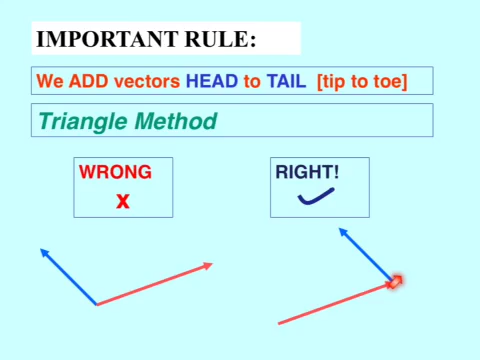 IMPORTANT RULE:
We ADD vectors HEAD to TAIL [tip to toe]
Triangle Method
WRONG
x
RIGHT!